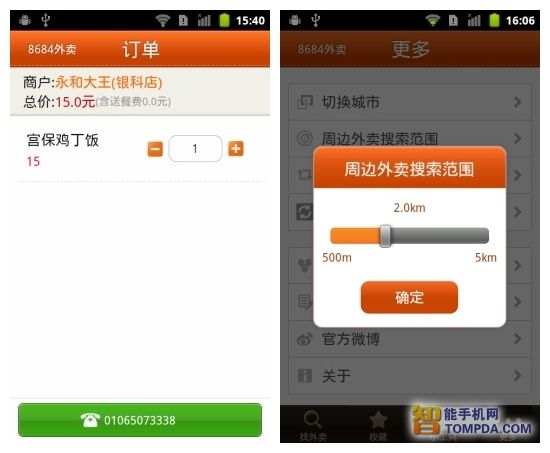 15:40
8684外卖
订单
商户:永和大王(银科店)
总价:15.0元(含送餐费0.0元)
宫保鸡丁饭
1
15
01065073338
16:06
8684外卖
更多
切换城市
周边外卖搜索范围
周边外卖搜索范围
2.0km
500m
5km
确定
官方微博
关于
找外卖
收藏
工具
更多
智能手机网
TOMPDA.COM